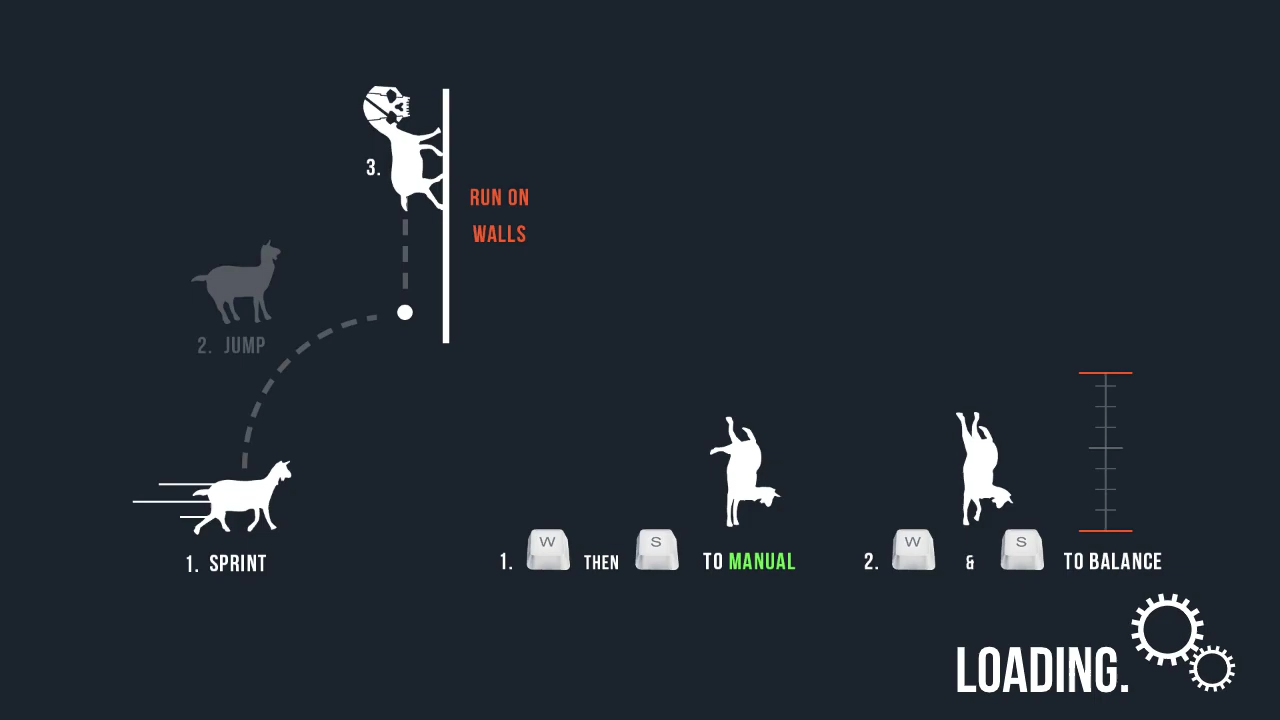 3.
RUN ON
WALLS
2. JUMP
1. SPRINT
1. W THEN S TO MANUAL
2. W & S TO BALANCE
LOADING.